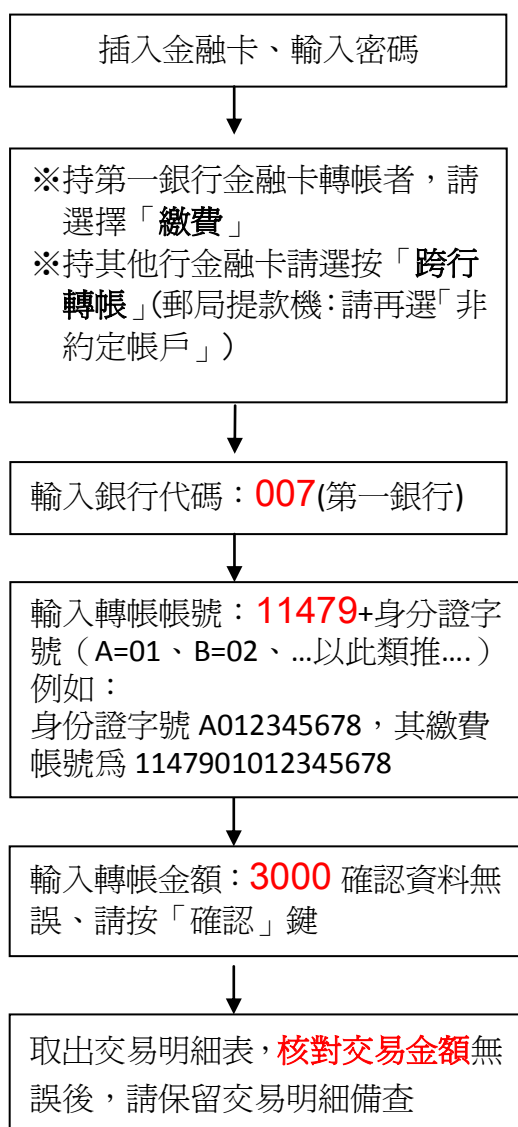 插入金融卡、輸入密碼
※持第一銀行金融卡轉帳者，請
選擇「繳費」
※持其他行金融卡請選按「跨行
轉帳」(郵局提款機：請再選「非
約定帳戶」)
輸入銀行代碼：007(第一銀行)
輸入轉帳帳號：11479+身分證字
號（A=01、B=02、…以此類推….）
例如：
身份證字號 A012345678，其繳費
帳號為 1147901012345678
輸入轉帳金額：3000 確認資料無
誤、請按「確認」鍵
取出交易明細表，核對交易金額無
誤後，請保留交易明細備查